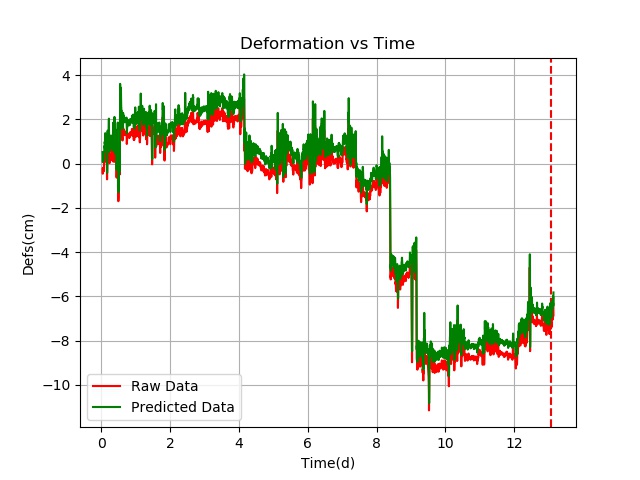 Deformation vs Time
Defs(cm)
4
2
0
−2
−4
−6
−8
−10
Raw Data
Predicted Data
0 2 4 6 8 10 12
Time(d)